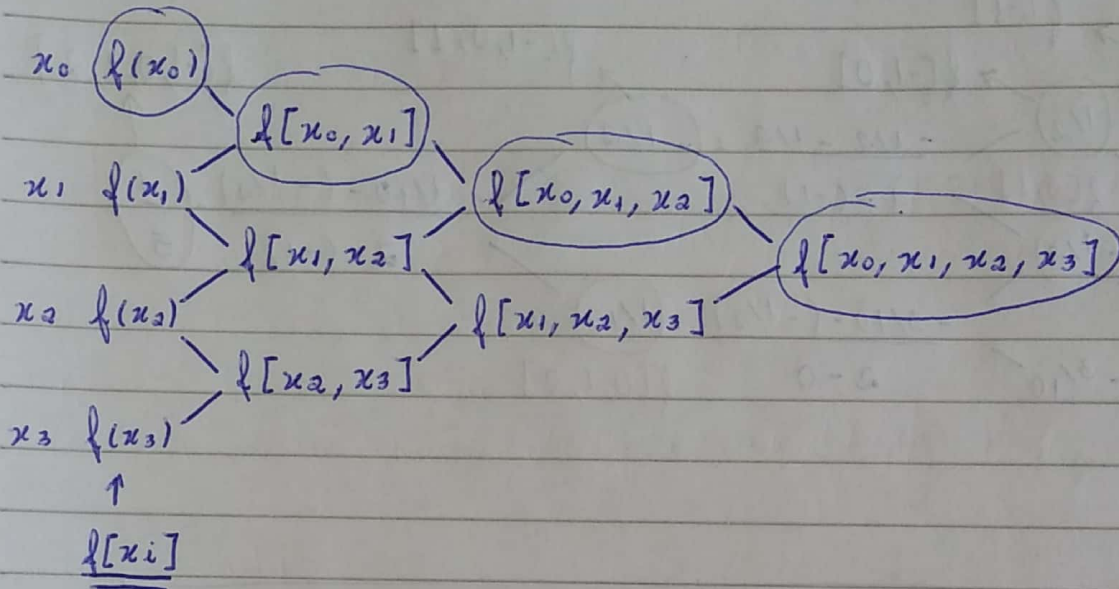 x₀ f(x₀)
f[x₀, x₁]
x₁ f(x₁)
f[x₀, x₁, x₂]
f[x₁, x₂]
f[x₀, x₁, x₂, x₃]
x₂ f(x₂)
f[x₁, x₂, x₃]
f[x₂, x₃]
x₃ f(x₃)
↑
f[xi]